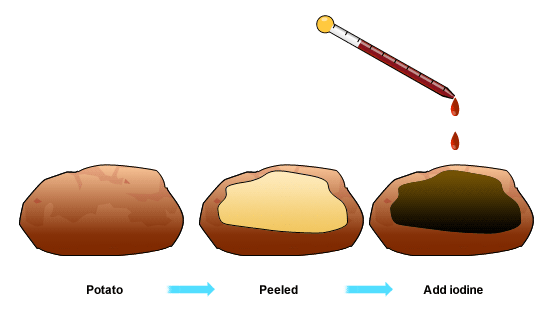 Potato
Peeled
Add iodine